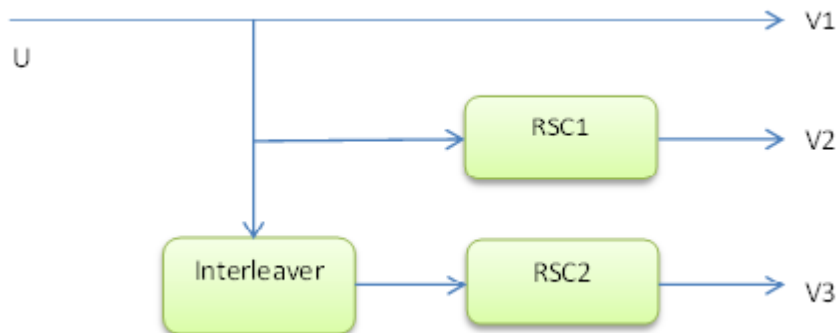 V1
U
RSC1
V2
Interleaver
RSC2
V3